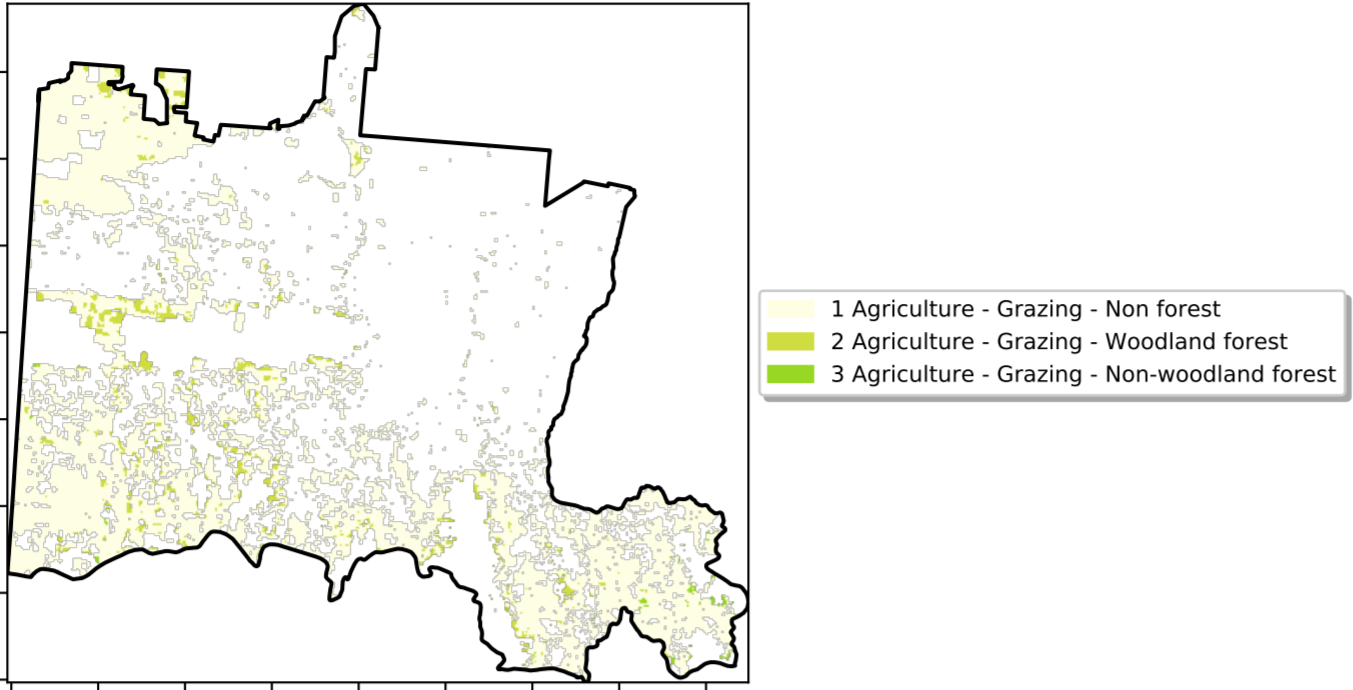 1 Agriculture - Grazing - Non forest
2 Agriculture - Grazing - Woodland forest
3 Agriculture - Grazing - Non-woodland forest